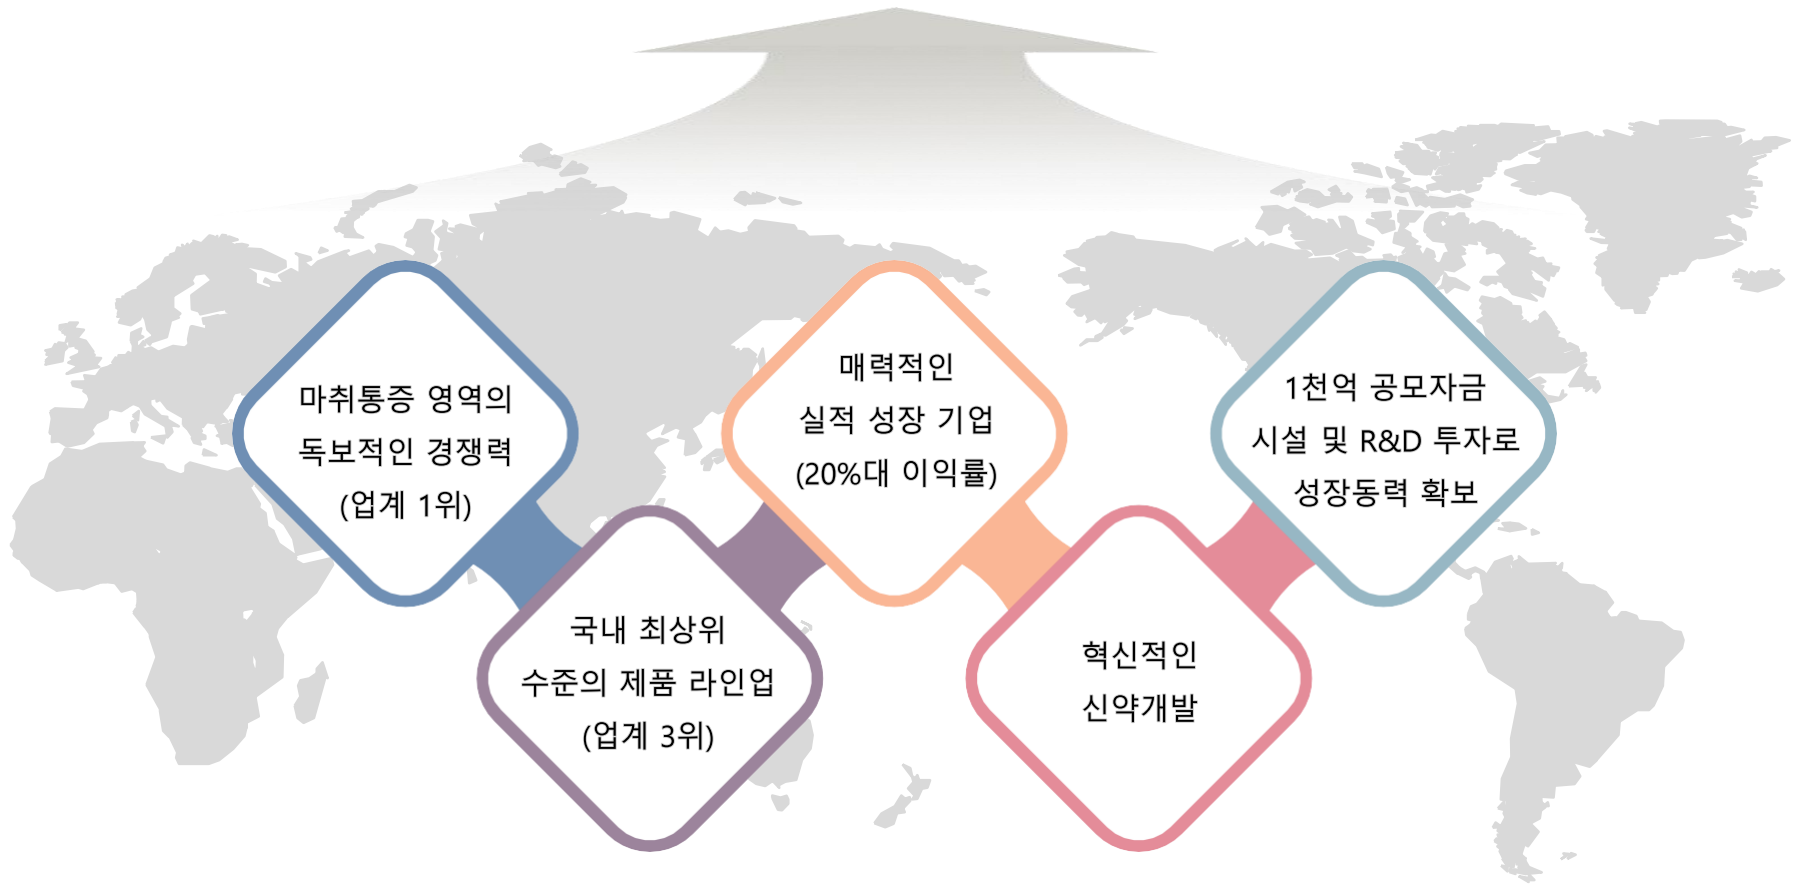 마취통증 영역의
독보적인 경쟁력
(업계 1위)
국내 최상위
수준의 제품 라인업
(업계 3위)
매력적인
실적 성장 기업
(20%대 이익률)
혁신적인
신약개발
1천억 공모자금
시설 및 R&D 투자로
성장동력 확보